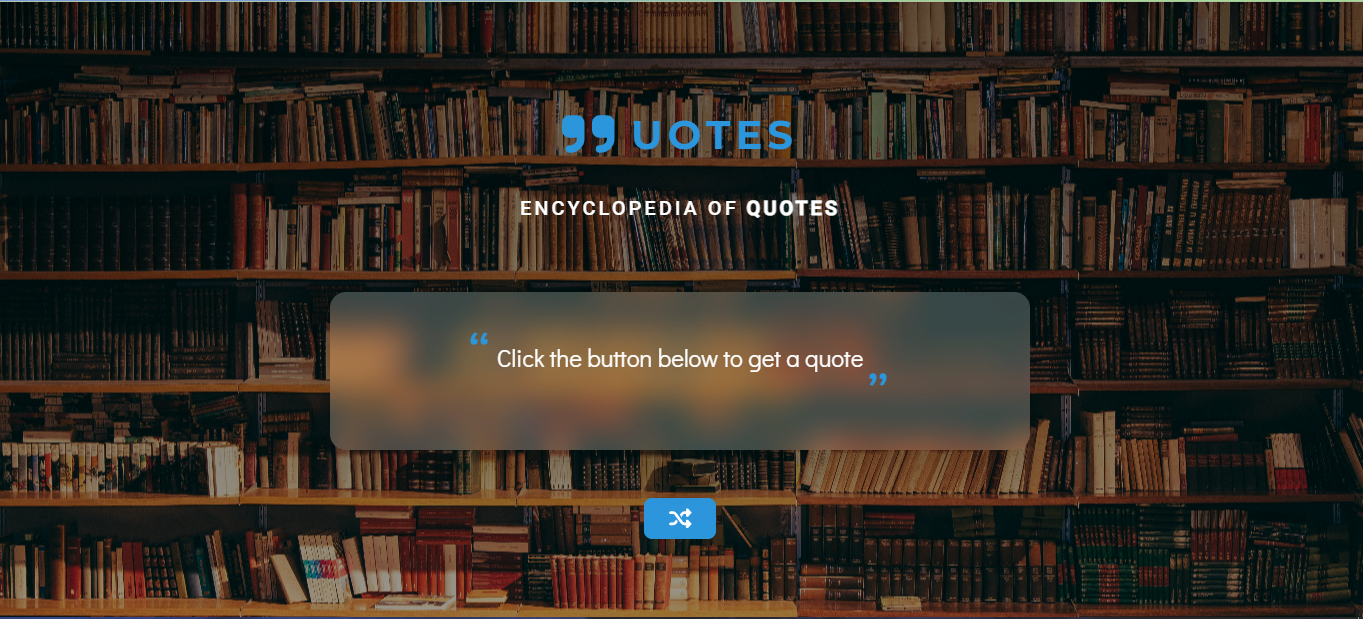 ❜❜ UOTES
ENCYCLOPEDIA OF QUOTES
“ Click the button below to get a quote ”